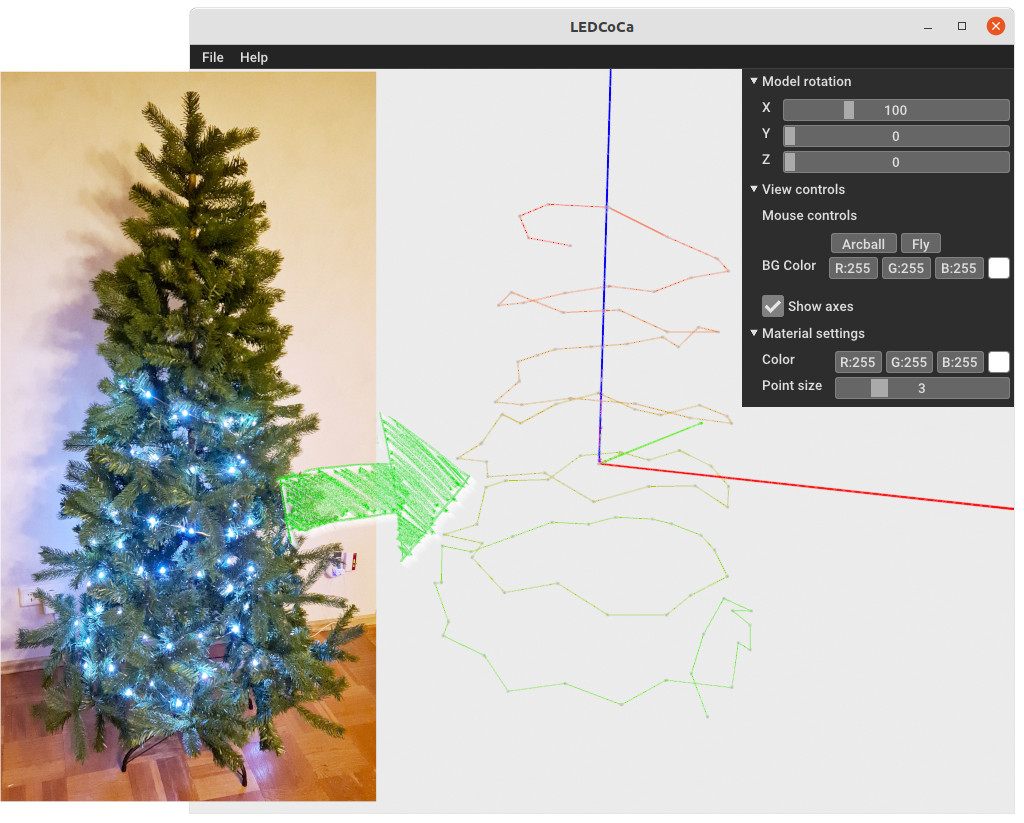 LEDCoCa
File Help
Model rotation
X 100
Y 0
Z 0
View controls
Mouse controls
Arcball Fly
BG Color R:255 G:255 B:255
Show axes
Material settings
Color R:255 G:255 B:255
Point size 3